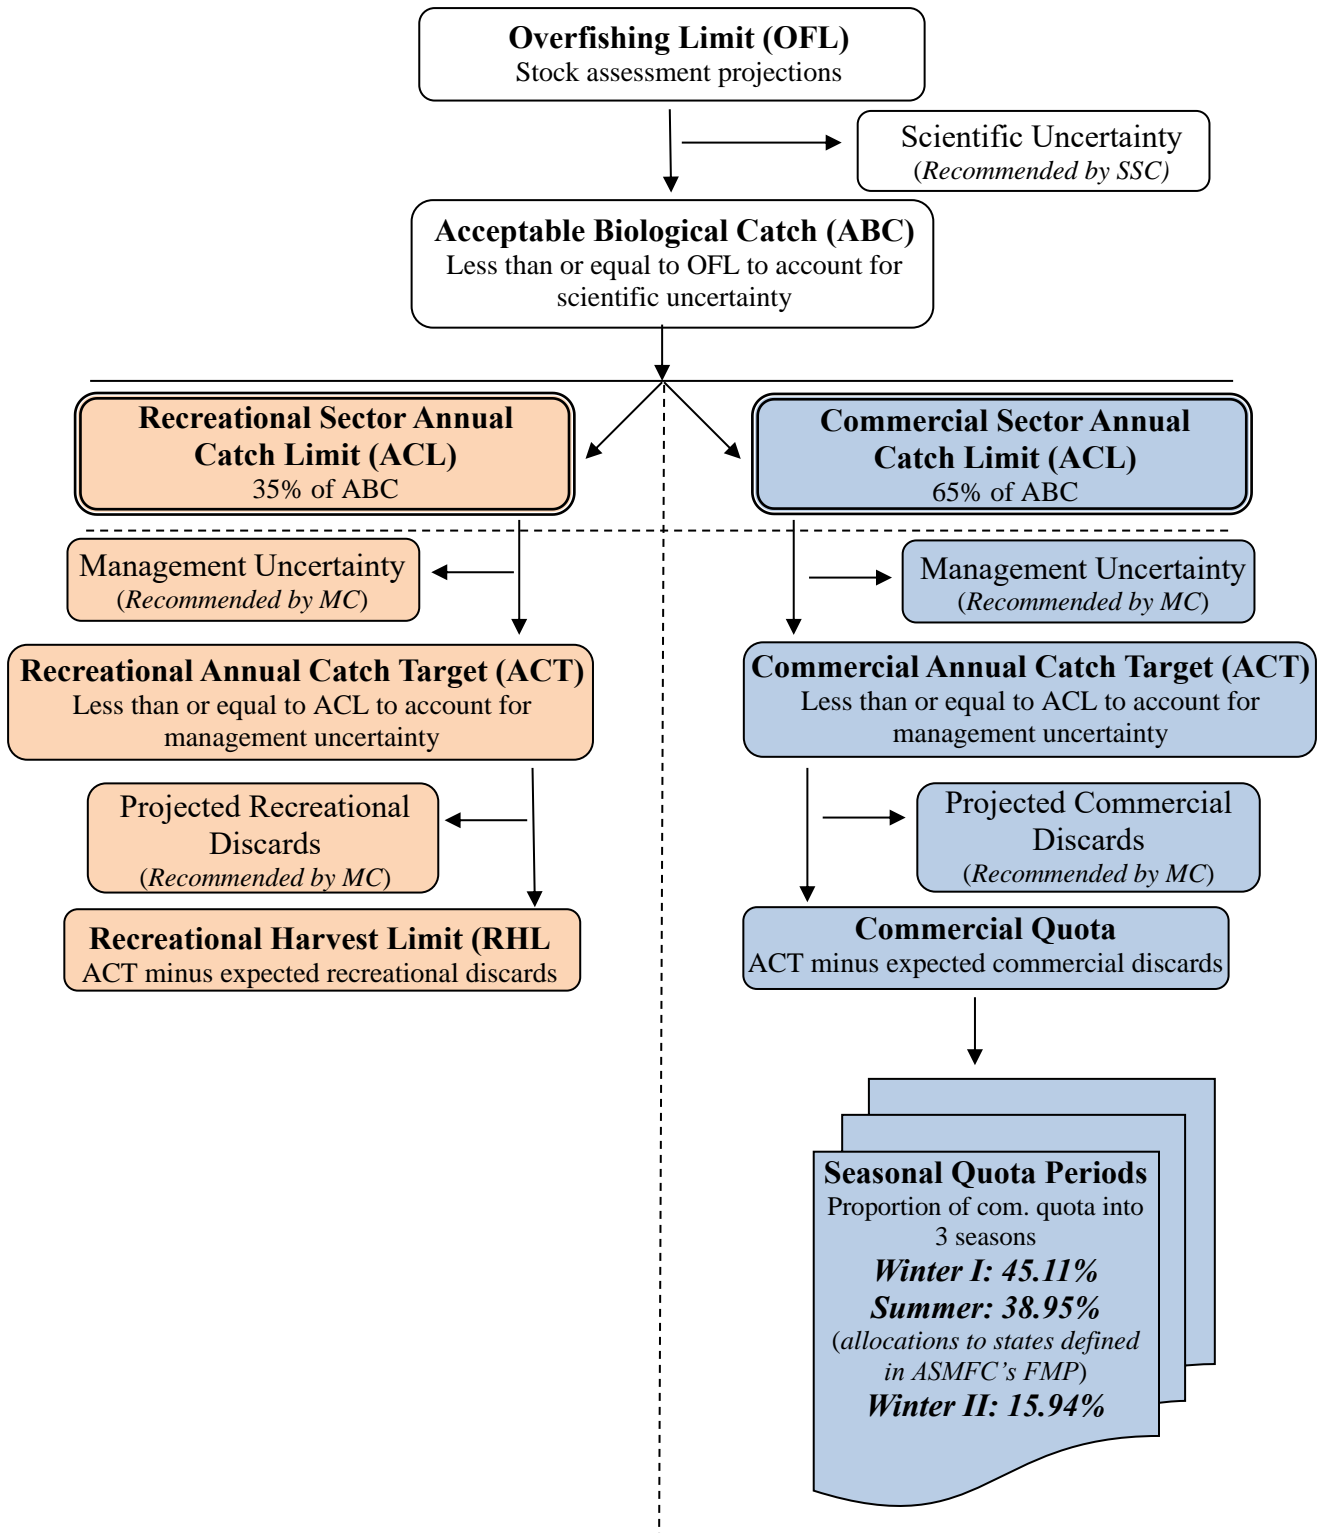 Overfishing Limit (OFL)
Stock assessment projections
Scientific Uncertainty
(Recommended by SSC)
Acceptable Biological Catch (ABC)
Less than or equal to OFL to account for
scientific uncertainty
Recreational Sector Annual
Catch Limit (ACL)
35% of ABC
Commercial Sector Annual
Catch Limit (ACL)
65% of ABC
Management Uncertainty
(Recommended by MC)
Management Uncertainty
(Recommended by MC)
Recreational Annual Catch Target (ACT)
Less than or equal to ACL to account for
management uncertainty
Commercial Annual Catch Target (ACT)
Less than or equal to ACL to account for
management uncertainty
Projected Recreational
Discards
(Recommended by MC)
Projected Commercial
Discards
(Recommended by MC)
Recreational Harvest Limit (RHL
ACT minus expected recreational discards
Commercial Quota
ACT minus expected commercial discards
Seasonal Quota Periods
Proportion of com. quota into
3 seasons
Winter I: 45.11%
Summer: 38.95%
(allocations to states defined
in ASMFC’s FMP)
Winter II: 15.94%